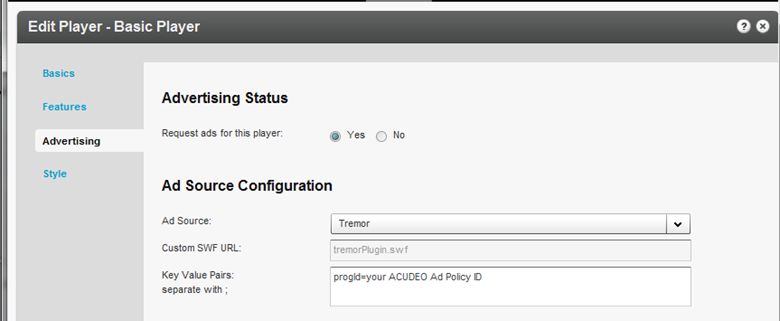 Edit Player - Basic Player
?
Basics
Features
Advertising
Style
Advertising Status
Request ads for this player: Yes No
Ad Source Configuration
Ad Source: Tremor
Custom SWF URL: tremorPlugin.swf
Key Value Pairs: progId=your ACUDEO Ad Policy ID
separate with ;